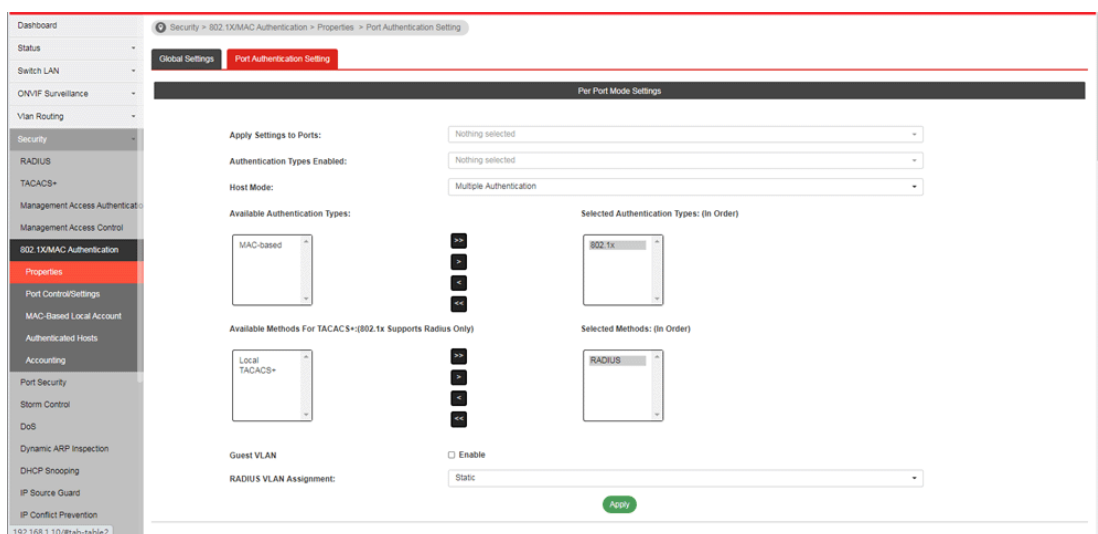 Dashboard
Status
Switch LAN
ONVIF Surveillance
Vlan Routing
Security
RADIUS
TACACS+
Management Access Authenticatio
Management Access Control
802.1X/MAC Authentication
Properties
Port Control/Settings
MAC-Based Local Account
Authenticated Hosts
Accounting
Port Security
Storm Control
DoS
Dynamic ARP Inspection
DHCP Snooping
IP Source Guard
IP Conflict Prevention
192.168.1.10/#tab-table2
Security > 802.1X/MAC Authentication > Properties > Port Authentication Setting
Global Settings
Port Authentication Setting
Per Port Mode Settings
Apply Settings to Ports: Nothing selected
Authentication Types Enabled: Nothing selected
Host Mode: Multiple Authentication
Available Authentication Types: Selected Authentication Types: (In Order)
MAC-based >> 802.1x
>
<
<<
Available Methods For TACACS+:(802.1x Supports Radius Only) Selected Methods: (In Order)
Local >> RADIUS
TACACS+
>
<
<<
Guest VLAN Enable
RADIUS VLAN Assignment: Static
Apply